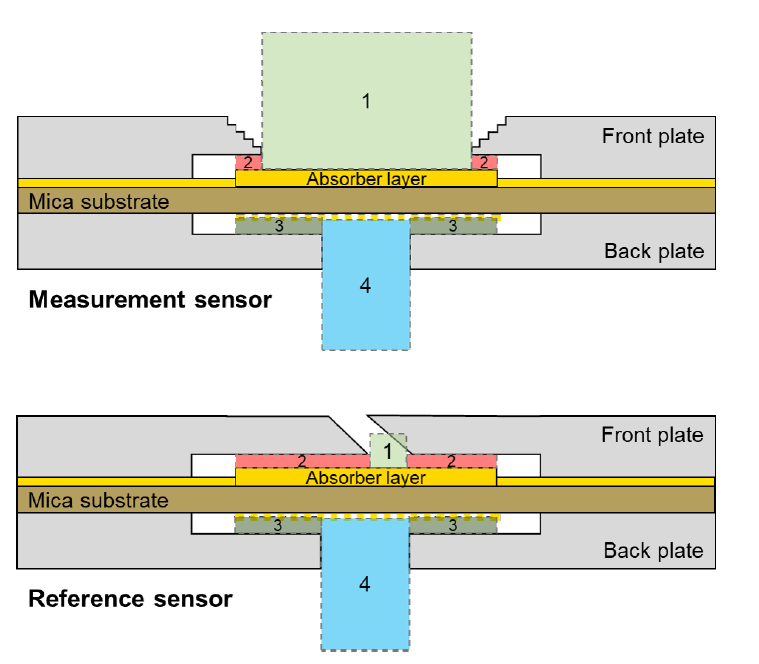 1
Front plate
2
2
Absorber layer
Mica substrate
3
3
Back plate
4
Measurement sensor
Front plate
1
2
2
Absorber layer
Mica substrate
3
3
Back plate
4
Reference sensor